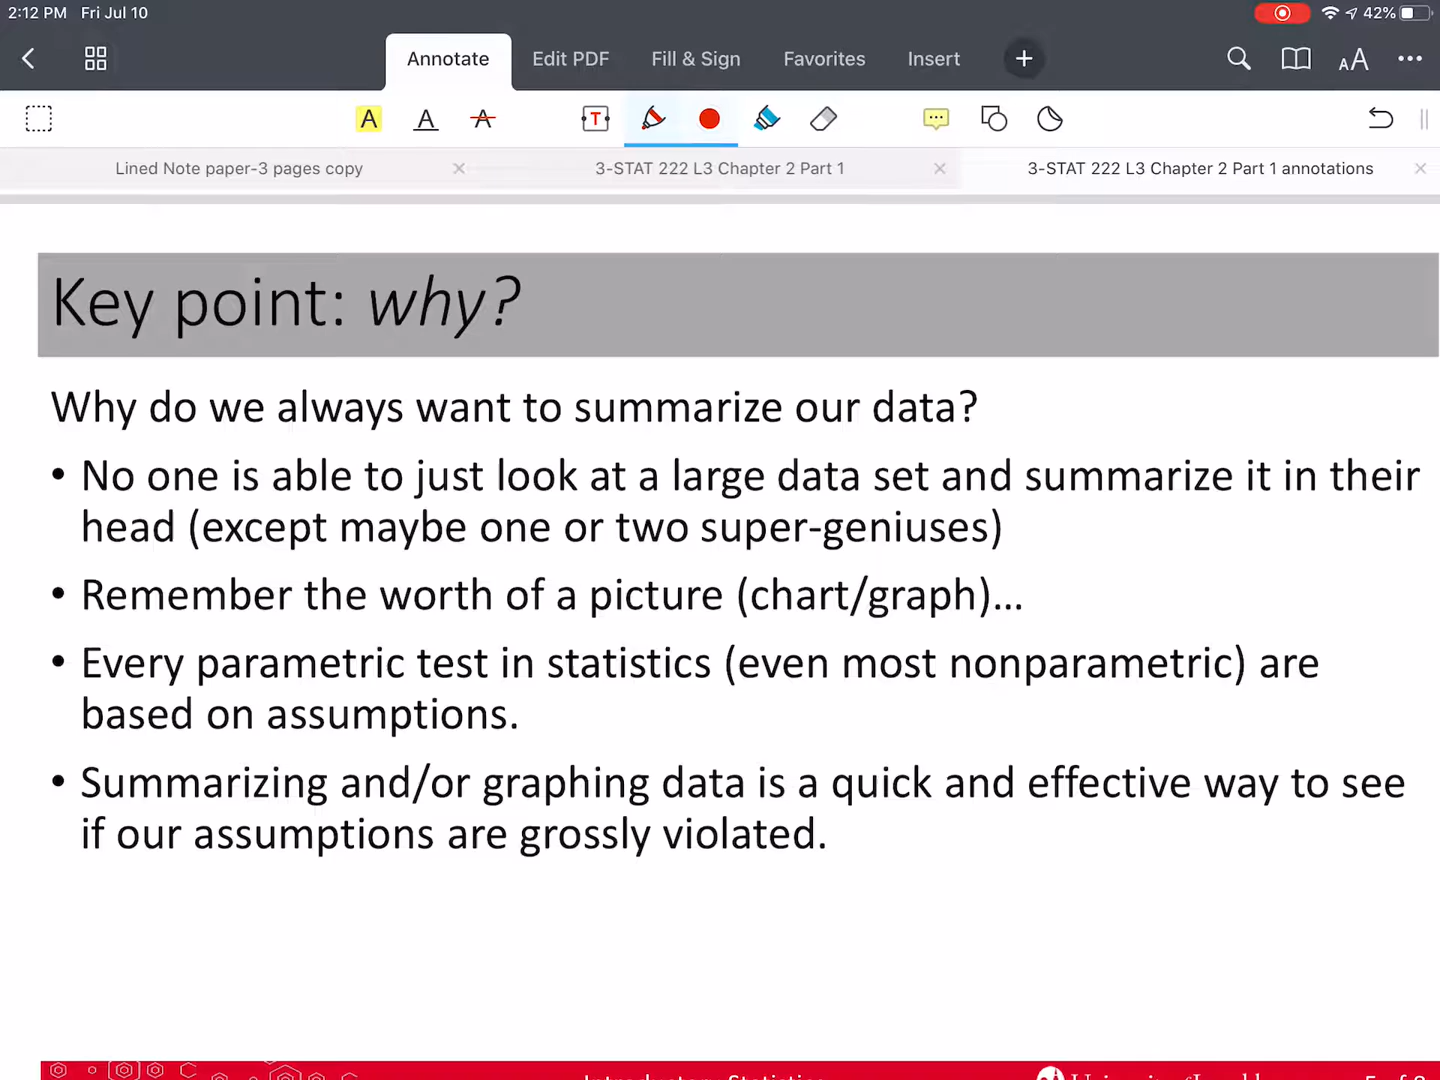 2:12 PM Fri Jul 10 42%
Annotate Edit PDF Fill & Sign Favorites Insert AA
A A A T
Lined Note paper-3 pages copy 3-STAT 222 L3 Chapter 2 Part 1 3-STAT 222 L3 Chapter 2 Part 1 annotations
Key point: why?
Why do we always want to summarize our data?
• No one is able to just look at a large data set and summarize it in their
head (except maybe one or two super-geniuses)
• Remember the worth of a picture (chart/graph)...
• Every parametric test in statistics (even most nonparametric) are
based on assumptions.
• Summarizing and/or graphing data is a quick and effective way to see
if our assumptions are grossly violated.
Introductory Statistics